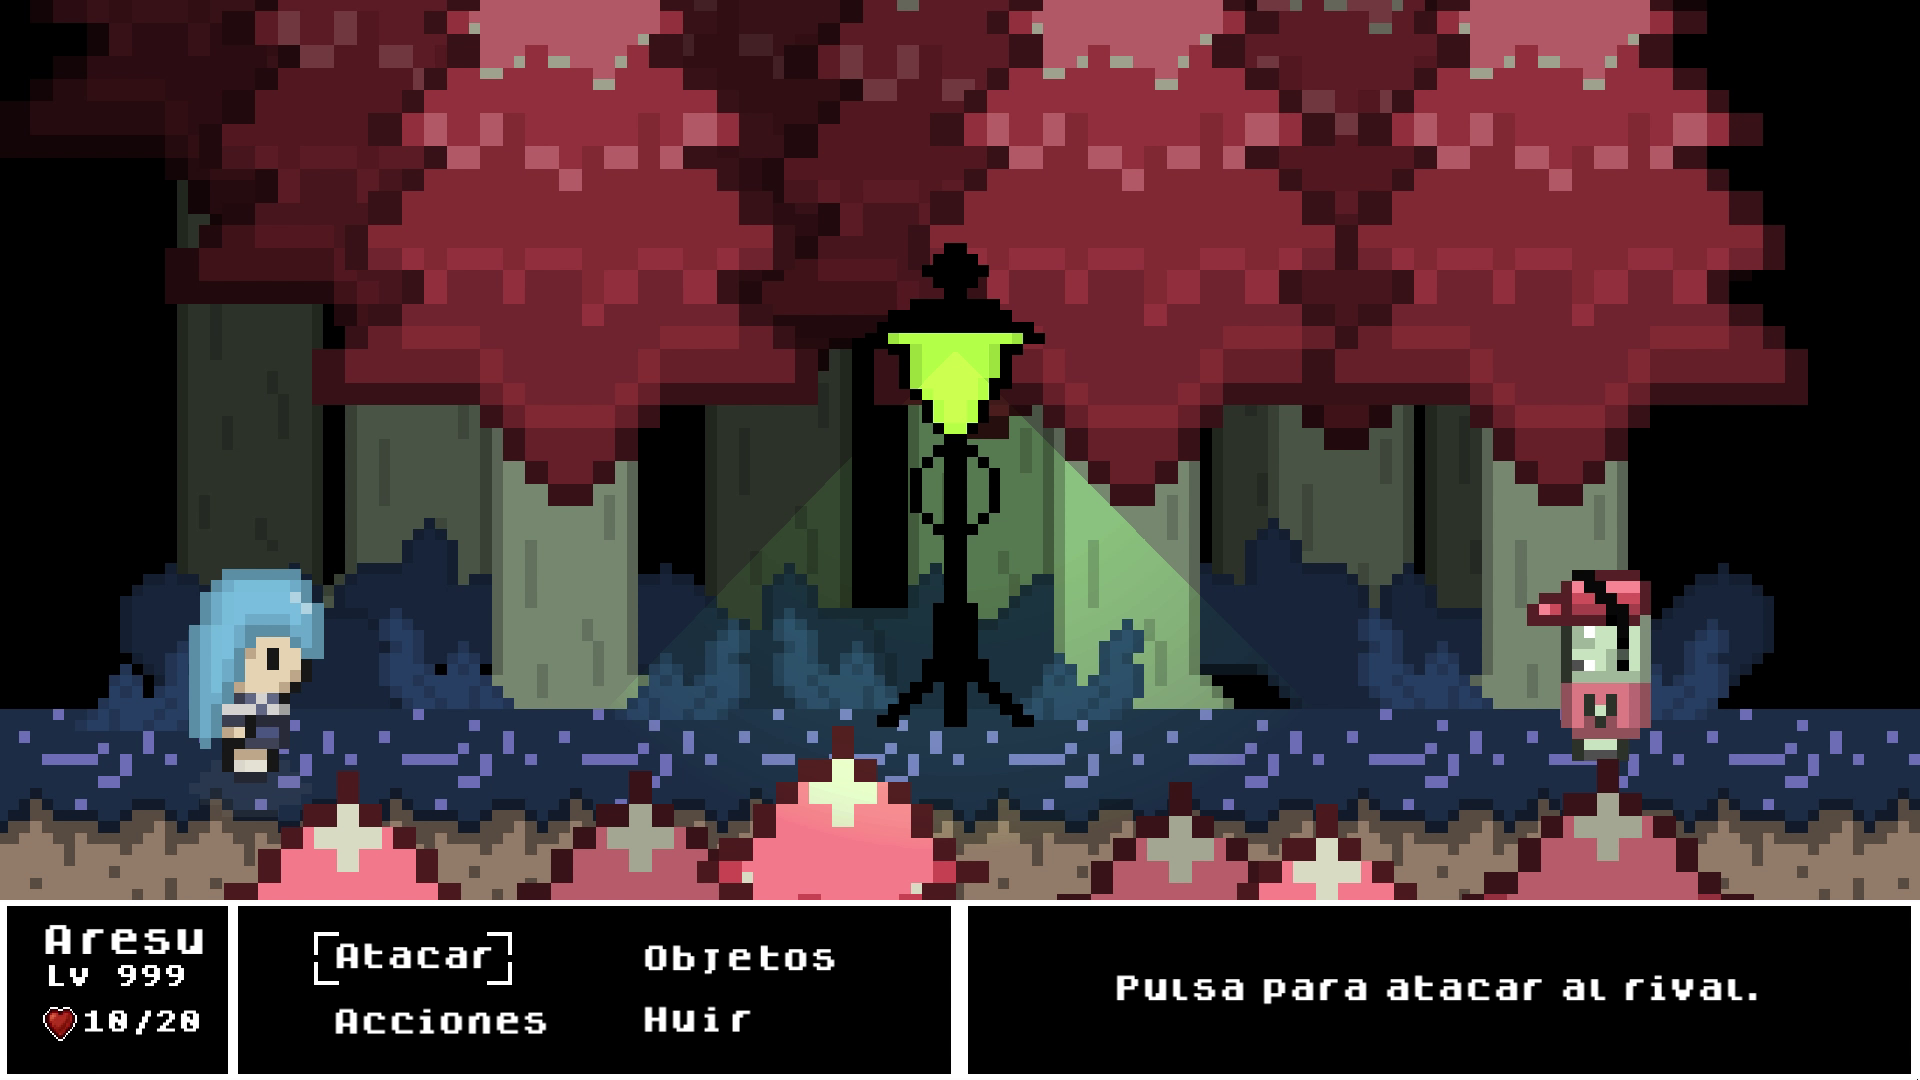 Aresu
Lv 999
10/20
Atacar
Objetos
Acciones
Huir
Pulsa para atacar al rival.